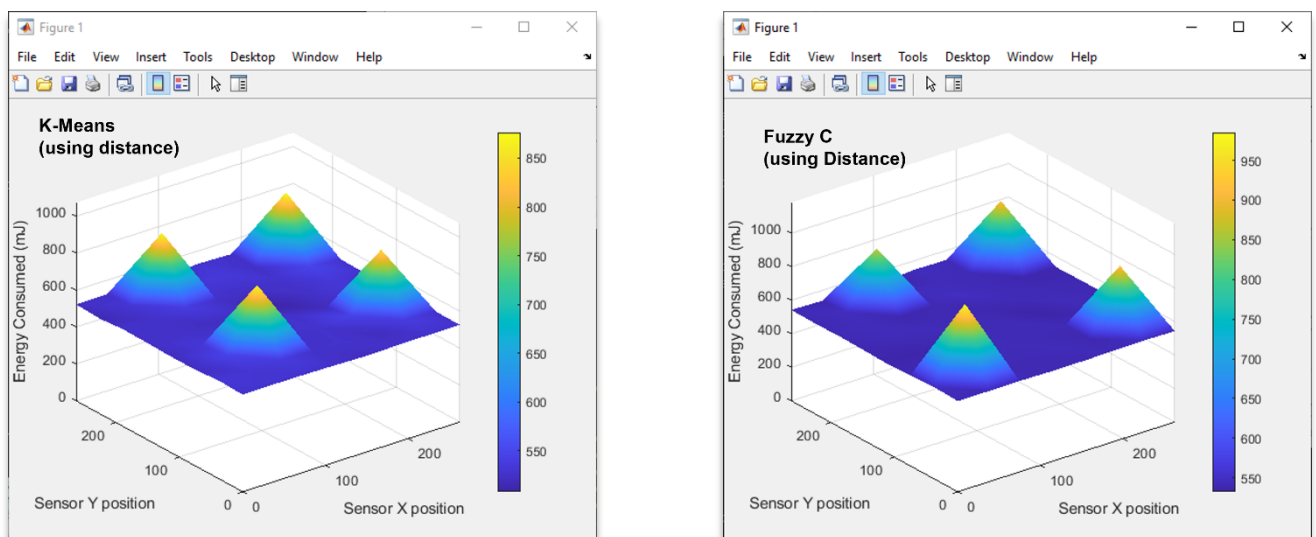 Figure 1
File Edit View Insert Tools Desktop Window Help
K-Means
(using distance)
1000
800
600
400
200
0
Energy Consumed (mJ)
200
100
0
Sensor Y position
0
100
200
Sensor X position
850
800
750
700
650
600
550
Figure 1
File Edit View Insert Tools Desktop Window Help
Fuzzy C
(using Distance)
1000
800
600
400
200
0
Energy Consumed (mJ)
200
100
0
Sensor Y position
0
100
200
Sensor X position
950
900
850
800
750
700
650
600
550